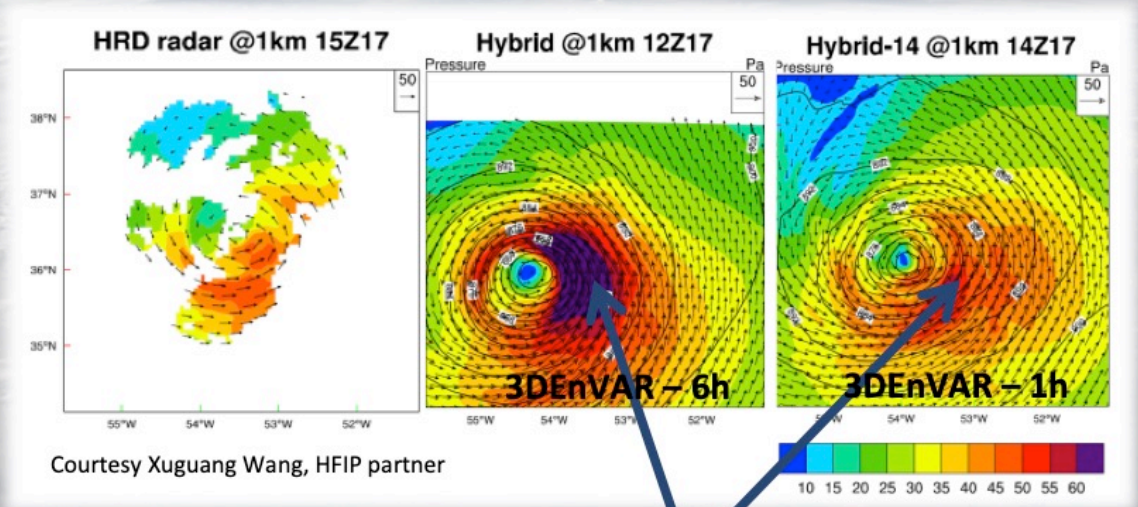 HRD radar @1km 15Z17
50
38°N
37°N
36°N
35°N
55°W 54°W 53°W 52°W
Hybrid @1km 12Z17
Pressure Pa
50
3DEnVAR – 6h
55°W 54°W 53°W 52°W
Hybrid-14 @1km 14Z17
Pressure Pa
50
3DEnVAR – 1h
54°W 53°W 52°W
10 15 20 25 30 35 40 45 50 55 60
Courtesy Xuguang Wang, HFIP partner